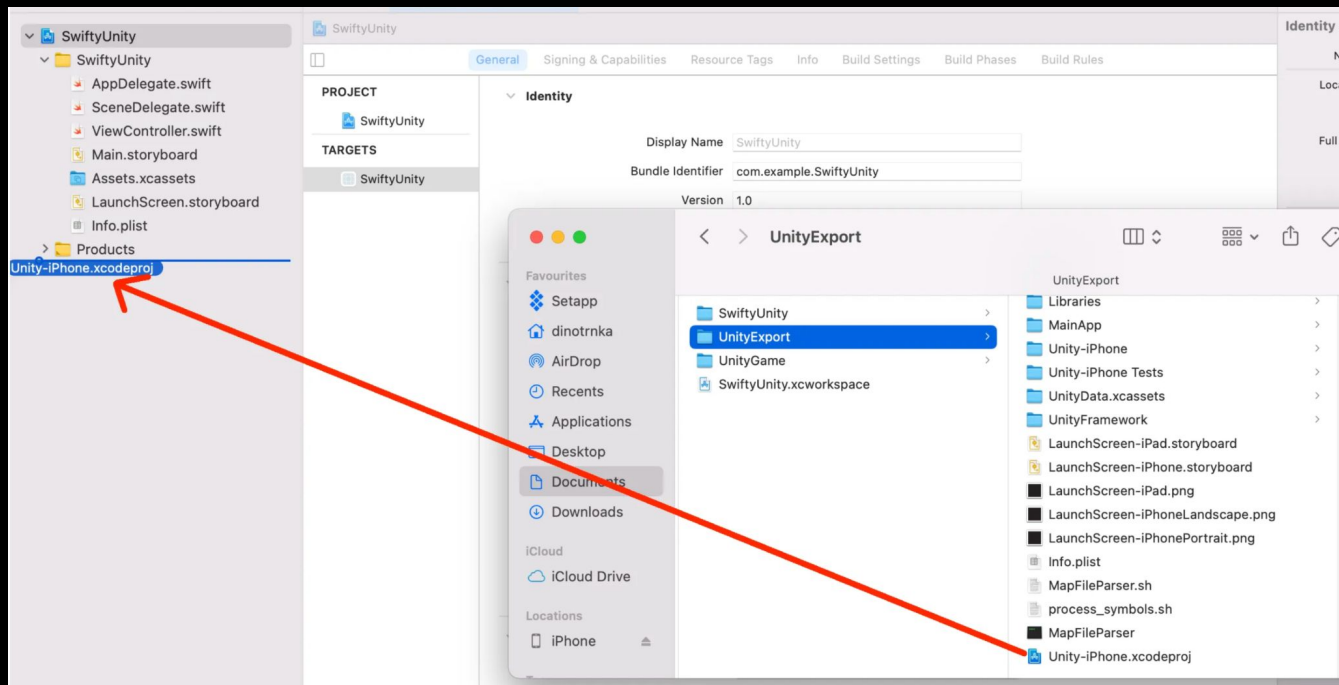 SwiftyUnity
SwiftyUnity
AppDelegate.swift
SceneDelegate.swift
ViewController.swift
Main.storyboard
Assets.xcassets
LaunchScreen.storyboard
Info.plist
Products
Unity-iPhone.xcodeproj
SwiftyUnity
General Signing & Capabilities Resource Tags Info Build Settings Build Phases Build Rules
PROJECT
SwiftyUnity
TARGETS
SwiftyUnity
Identity
Display Name SwiftyUnity
Bundle Identifier com.example.SwiftyUnity
Version 1.0
Identity
N
Loca
Full
UnityExport
Favourites
Setapp
dinotrnka
AirDrop
Recents
Applications
Desktop
Documents
Downloads
iCloud
iCloud Drive
Locations
iPhone
SwiftyUnity
UnityExport
UnityGame
SwiftyUnity.xcworkspace
UnityExport
Libraries
MainApp
Unity-iPhone
Unity-iPhone Tests
UnityData.xcassets
UnityFramework
LaunchScreen-iPad.storyboard
LaunchScreen-iPhone.storyboard
LaunchScreen-iPad.png
LaunchScreen-iPhoneLandscape.png
LaunchScreen-iPhonePortrait.png
Info.plist
MapFileParser.sh
process_symbols.sh
MapFileParser
Unity-iPhone.xcodeproj